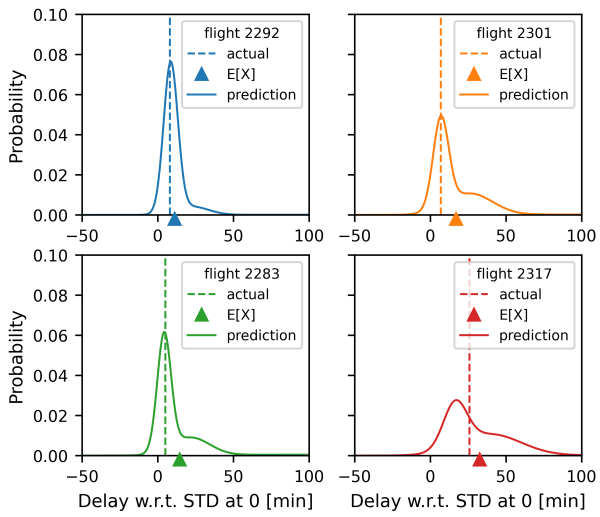 flight 2292
actual
E[X]
prediction
0.10
0.08
0.06
0.04
0.02
0.00
Probability
−50
0
50
100
flight 2301
actual
E[X]
prediction
−50
0
50
100
flight 2283
actual
E[X]
prediction
0.10
0.08
0.06
0.04
0.02
0.00
Probability
−50
0
50
100
Delay w.r.t. STD at 0 [min]
flight 2317
actual
E[X]
prediction
−50
0
50
100
Delay w.r.t. STD at 0 [min]